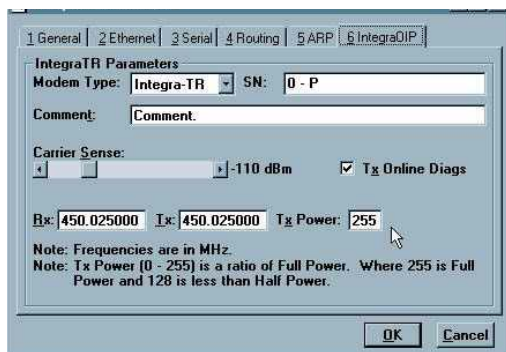 1 General 2 Ethernet 3 Serial 4 Routing 5 ARP 6 IntegraOIP
IntegraTR Parameters
Modem Type: Integra-TR SN: 0 - P
Comment: Comment.
Carrier Sense:
-110 dBm Tx Online Diags
Rx: 450.025000 Tx: 450.025000 Tx Power: 255
Note: Frequencies are in MHz.
Note: Tx Power (0 - 255) is a ratio of Full Power. Where 255 is Full
Power and 128 is less than Half Power.
OK Cancel